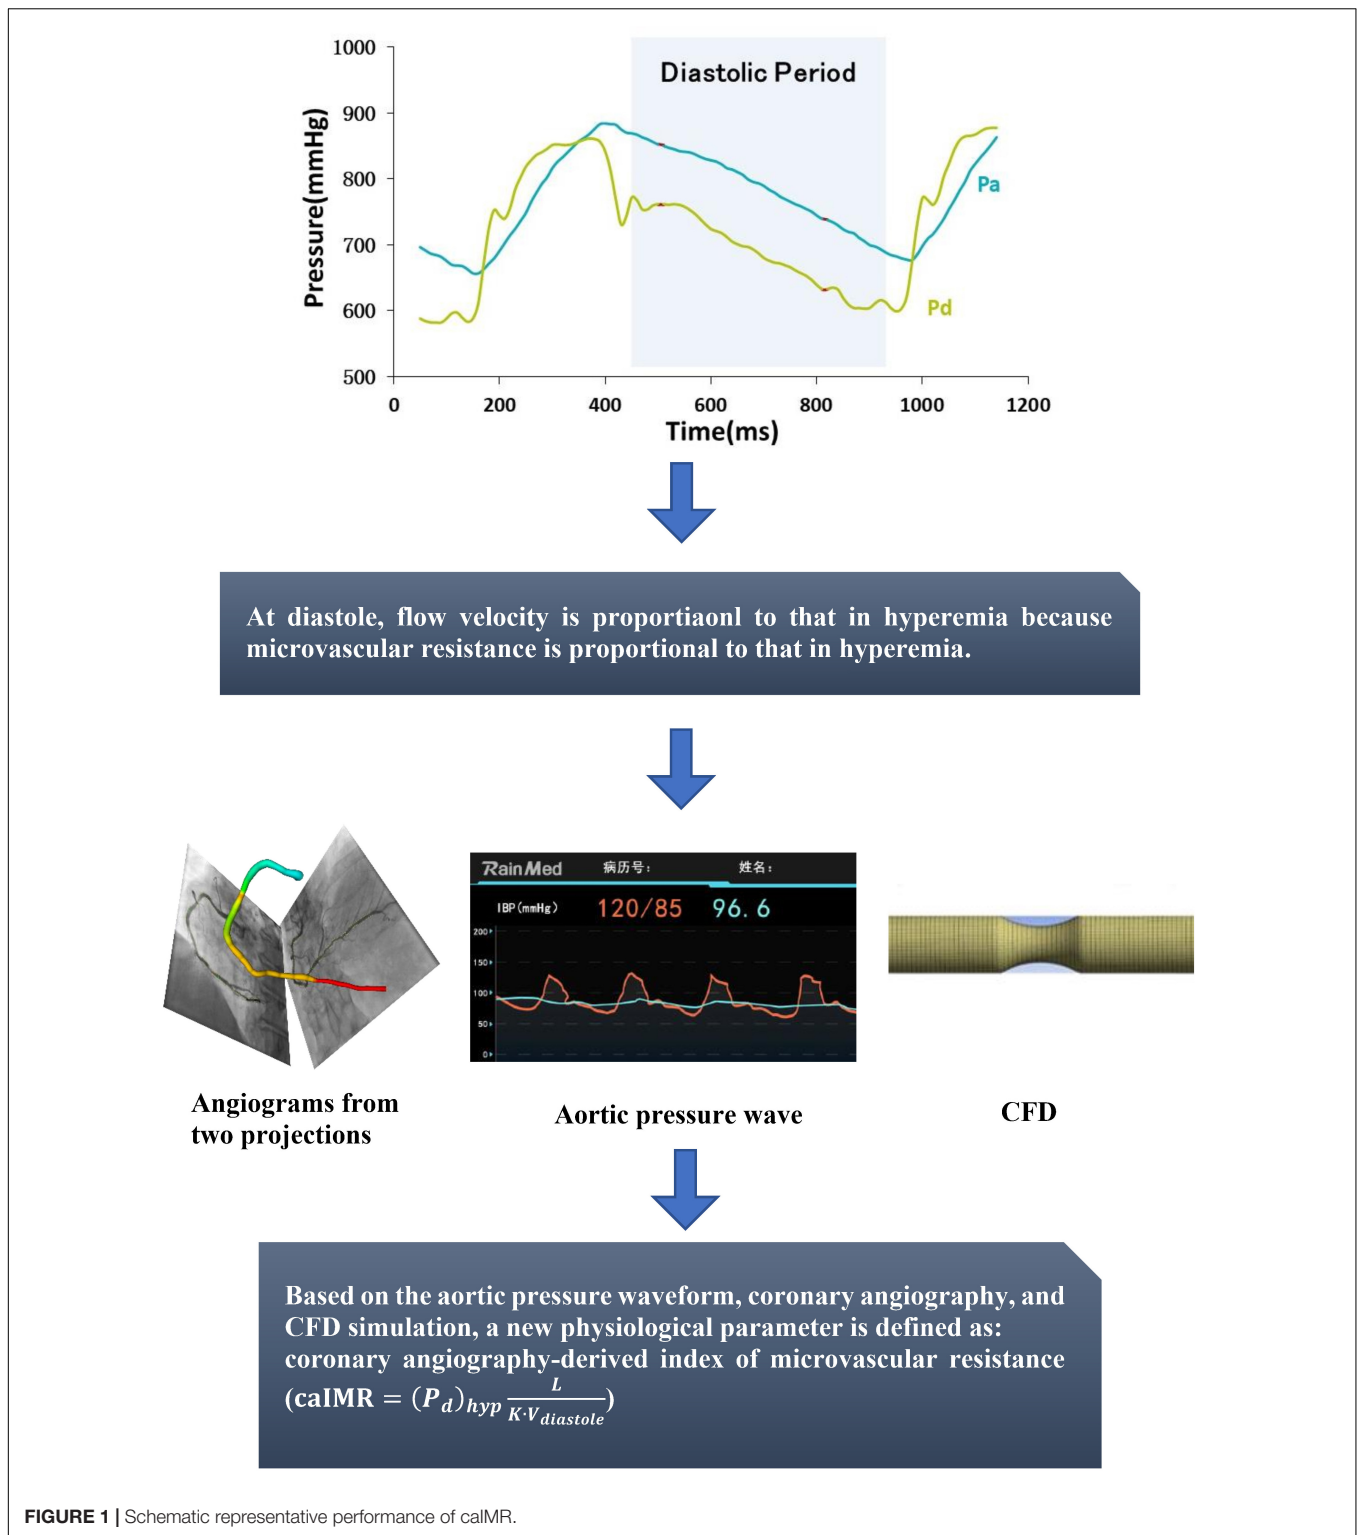 1000
900
800
700
600
500
Pressure(mmHg)
Diastolic Period
Pa
Pd
0 200 400 600 800 1000 1200
Time(ms)
At diastole, flow velocity is proportiaonl to that in hyperemia because
microvascular resistance is proportional to that in hyperemia.
RainMed 病历号: 姓名:
IBP(mmHg) 120/85 96.6
200
150
100
50
0
Angiograms from
two projections
Aortic pressure wave
CFD
Based on the aortic pressure waveform, coronary angiography, and
CFD simulation, a new physiological parameter is defined as:
coronary angiography-derived index of microvascular resistance
(caIMR = (P_d)_hyp L/(K·V_diastole))
FIGURE 1 | Schematic representative performance of caIMR.